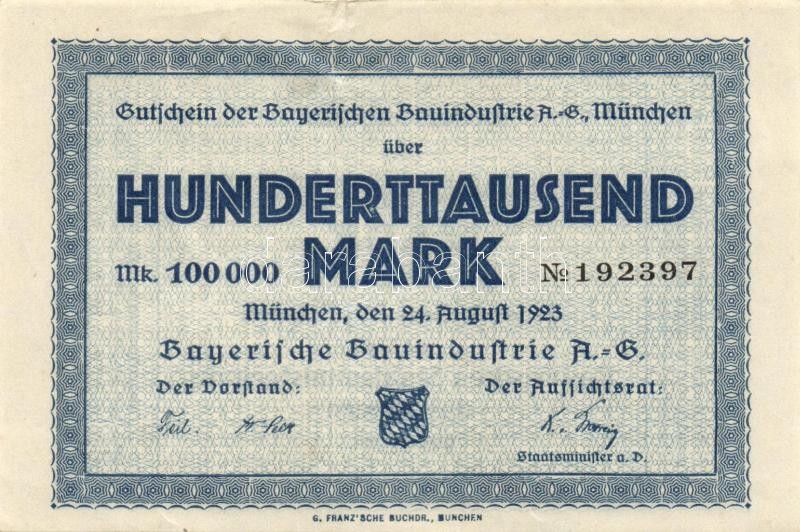 Gutschein der Bayerischen Bauindustrie A.-G., München
über
HUNDERTTAUSEND
Mk. 100 000 MARK № 192397
München, den 24. August 1923
Bayerische Bauindustrie A.-G.
Der Vorstand: Der Aufsichtsrat:
Staatsminister a. D.
G. FRANZ'SCHE BUCHDR., MUNCHEN